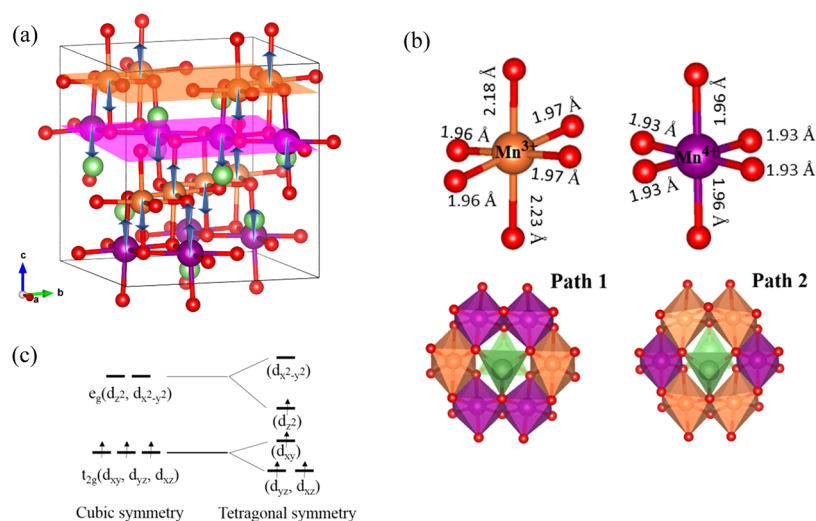 (a)
c
a
b
(b)
2.18 Å
1.97 Å
1.96 Å
Mn3+
1.97 Å
1.96 Å
2.23 Å
1.96 Å
1.93 Å
1.93 Å
Mn4+
1.93 Å
1.93 Å
1.96 Å
Path 1
Path 2
(c)
(dx2-y2)
eg(dz2, dx2-y2)
(dz2)
(dxy)
t2g(dxy, dyz, dxz)
(dyz, dxz)
Cubic symmetry
Tetragonal symmetry